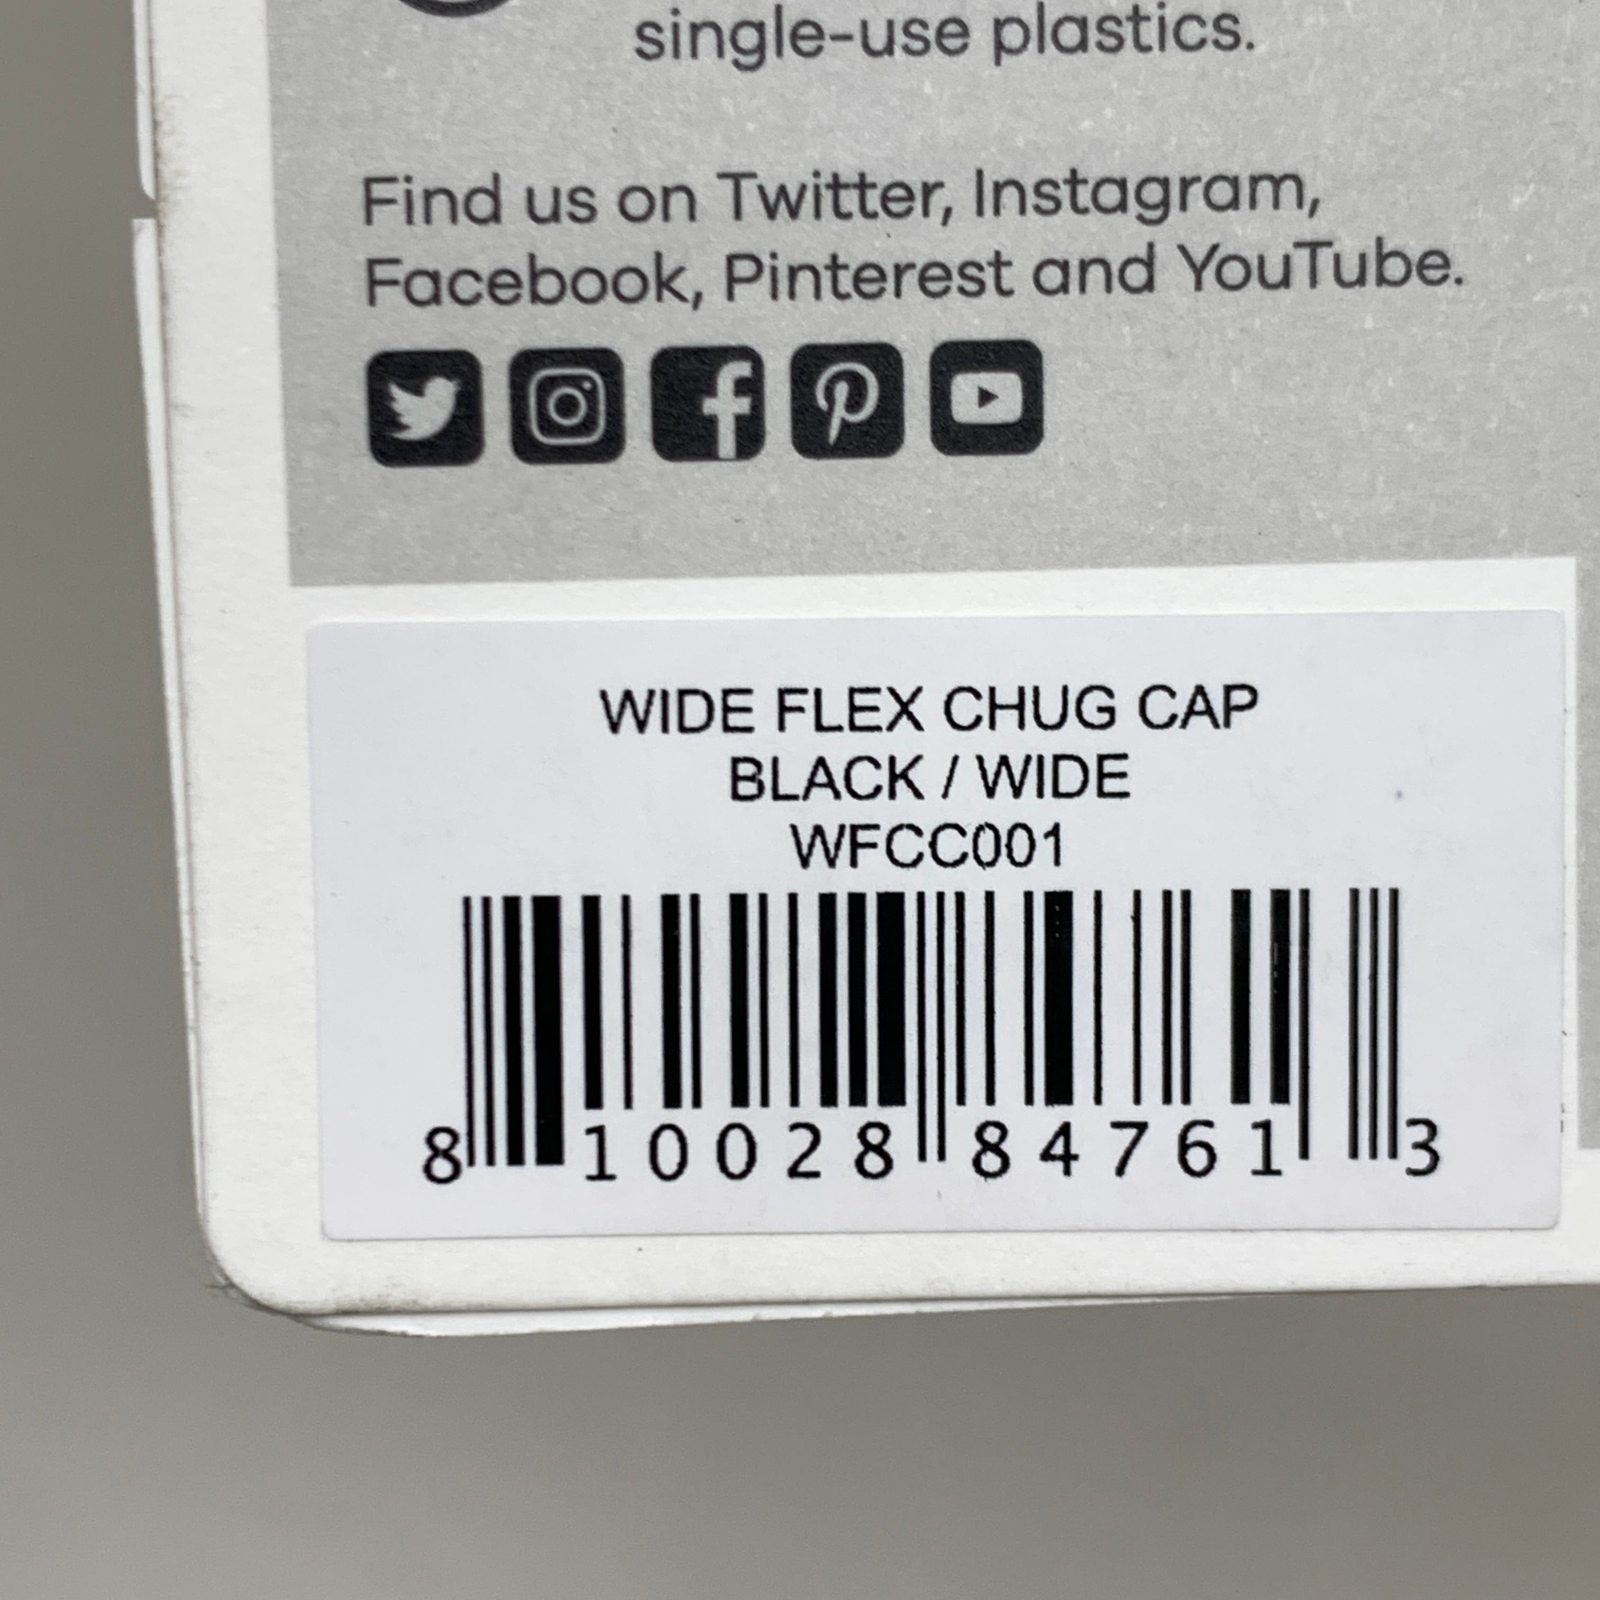 single-use plastics.
Find us on Twitter, Instagram,
Facebook, Pinterest and YouTube.
WIDE FLEX CHUG CAP
BLACK / WIDE
WFCC001
8 10028 84761 3